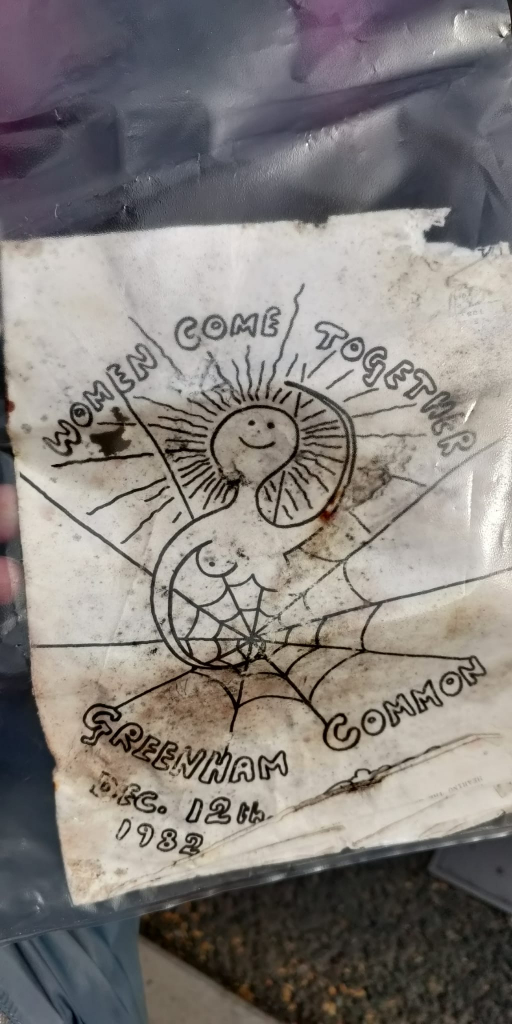 WOMEN COME TOGETHER
GREENHAM COMMON
DEC. 12th
1982